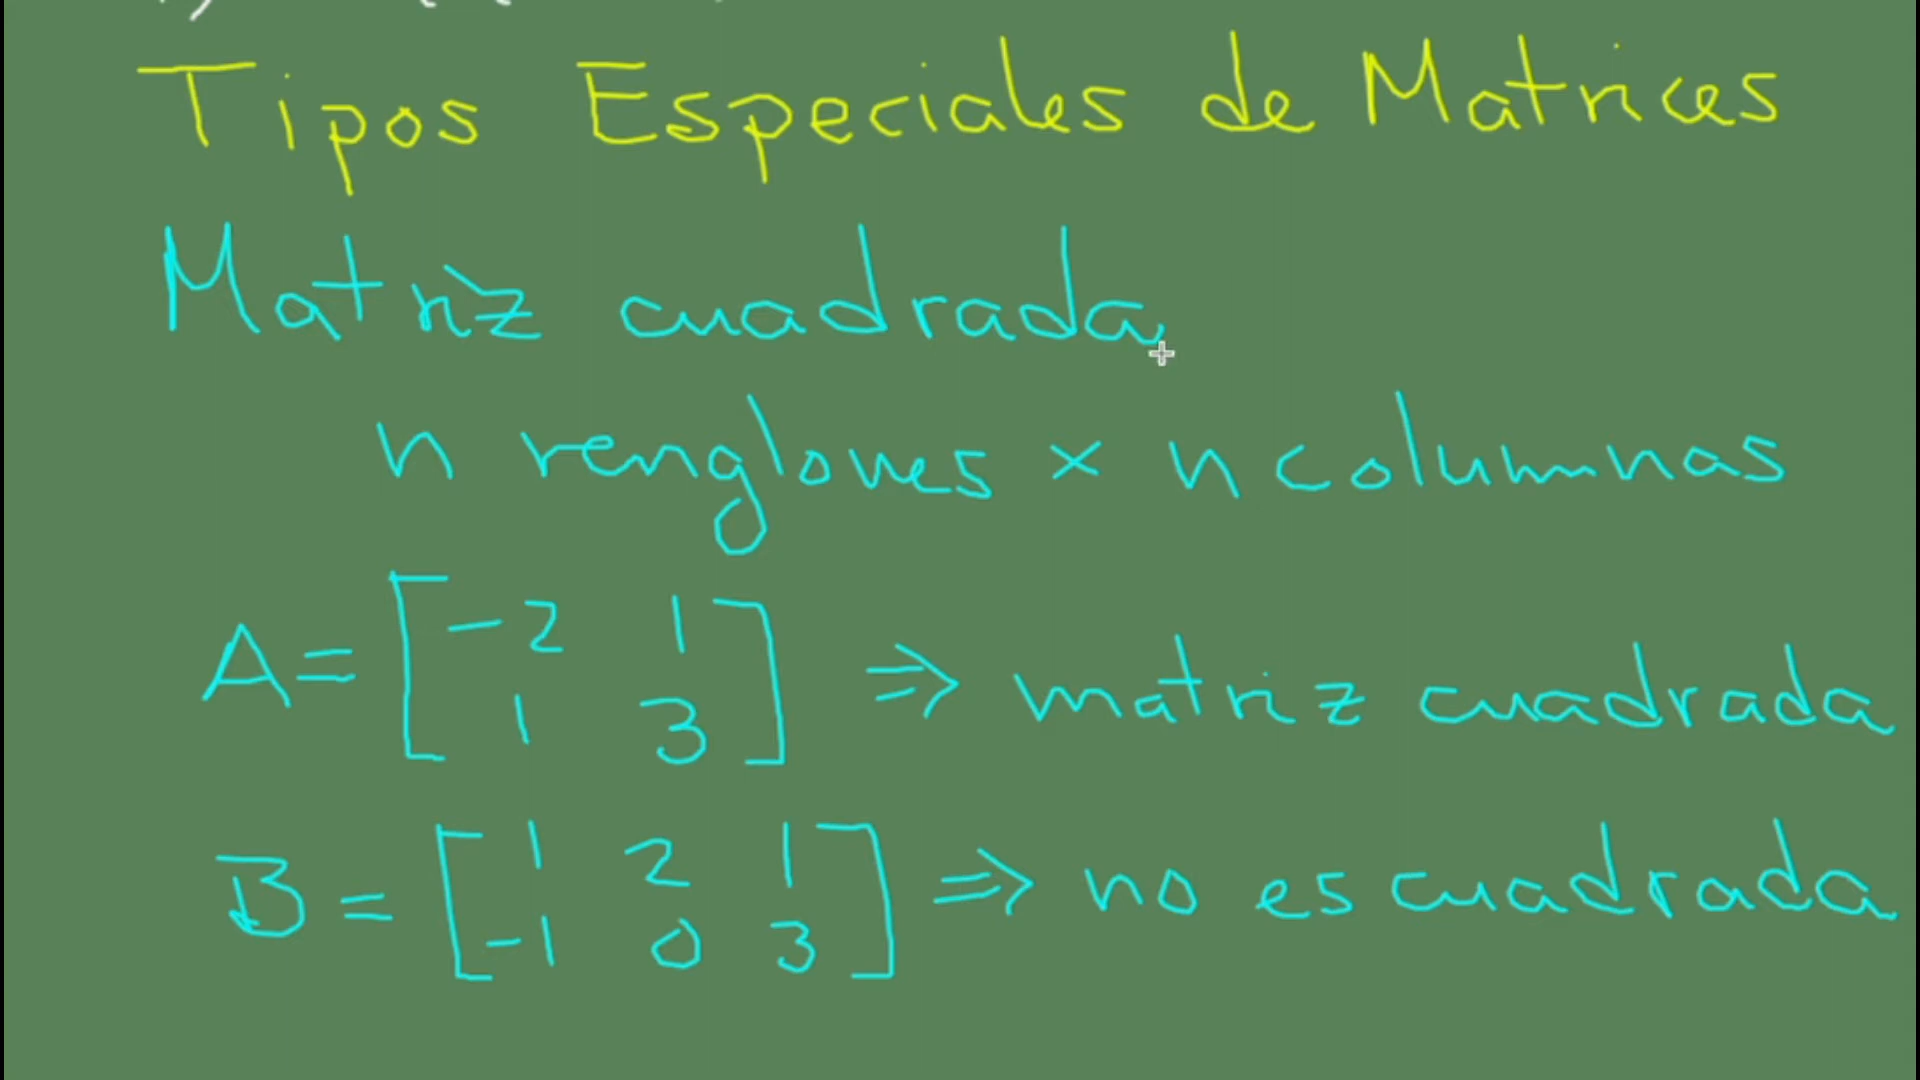 Tipos Especiales de Matrices
Matriz cuadrada
n renglones × n columnas
A = [ -2 1
1 3 ] ⇒ matriz cuadrada
B = [ 1 2 1
-1 0 3 ] ⇒ no es cuadrada